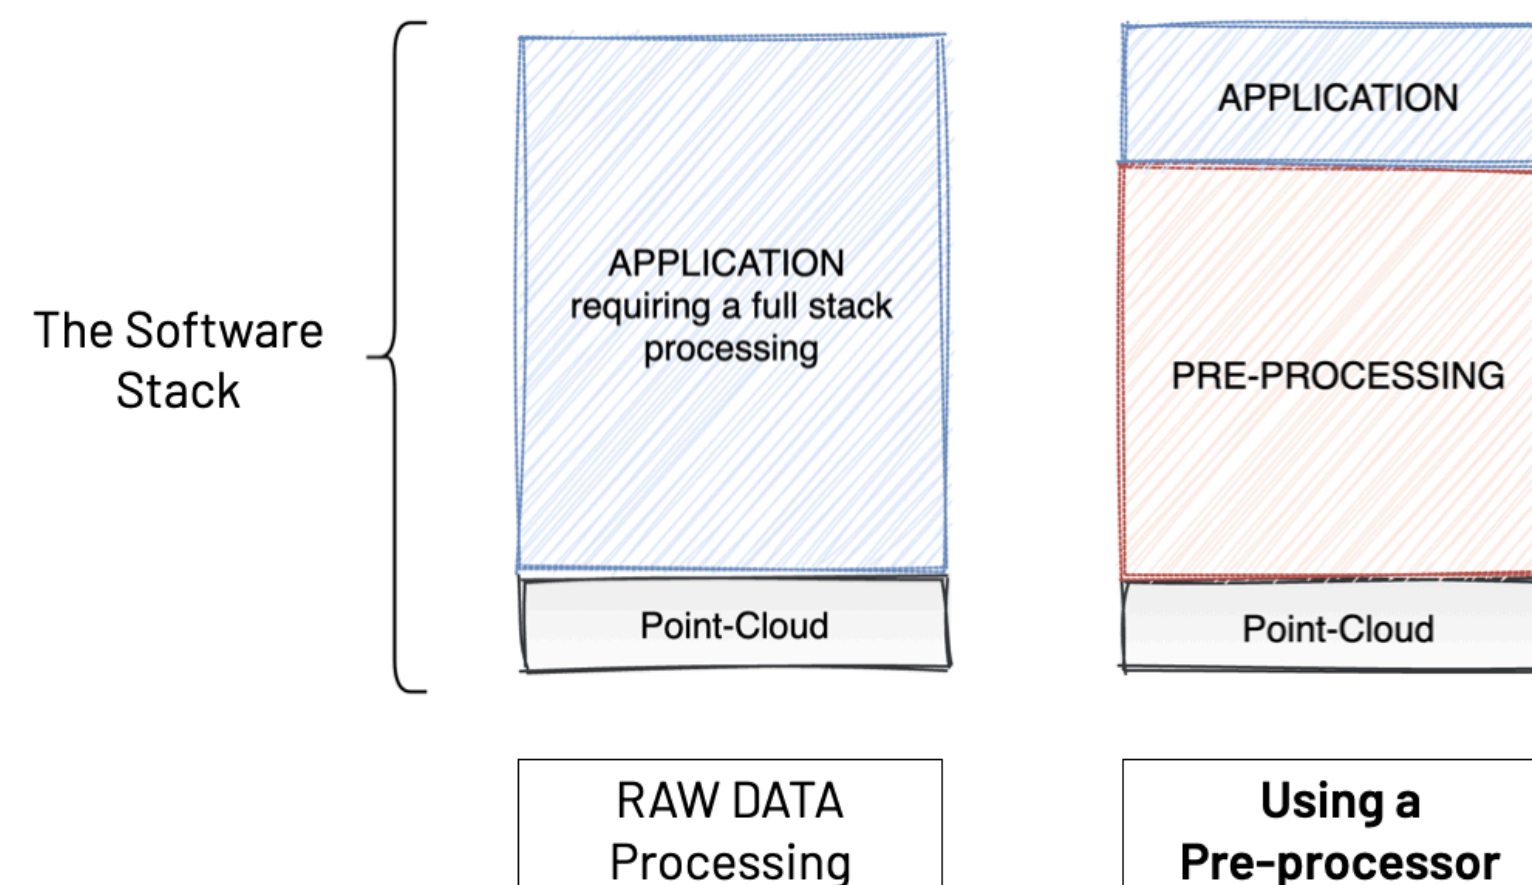 The Software
Stack
APPLICATION
requiring a full stack
processing
Point-Cloud
RAW DATA
Processing
APPLICATION
PRE-PROCESSING
Point-Cloud
Using a
Pre-processor